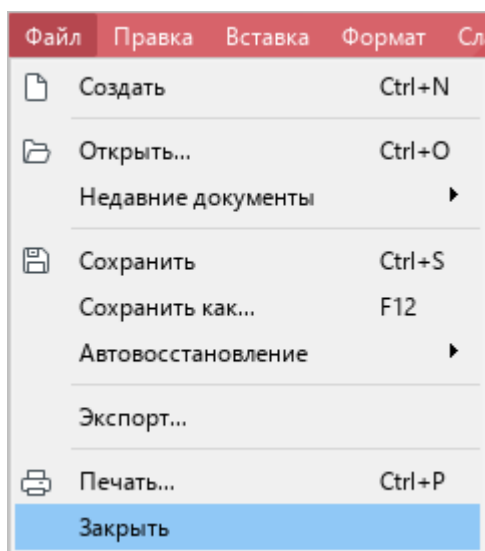 Файл Правка Вставка Формат
Создать Ctrl+N
Открыть... Ctrl+O
Недавние документы
Сохранить Ctrl+S
Сохранить как... F12
Автовосстановление
Экспорт...
Печать... Ctrl+P
Закрыть